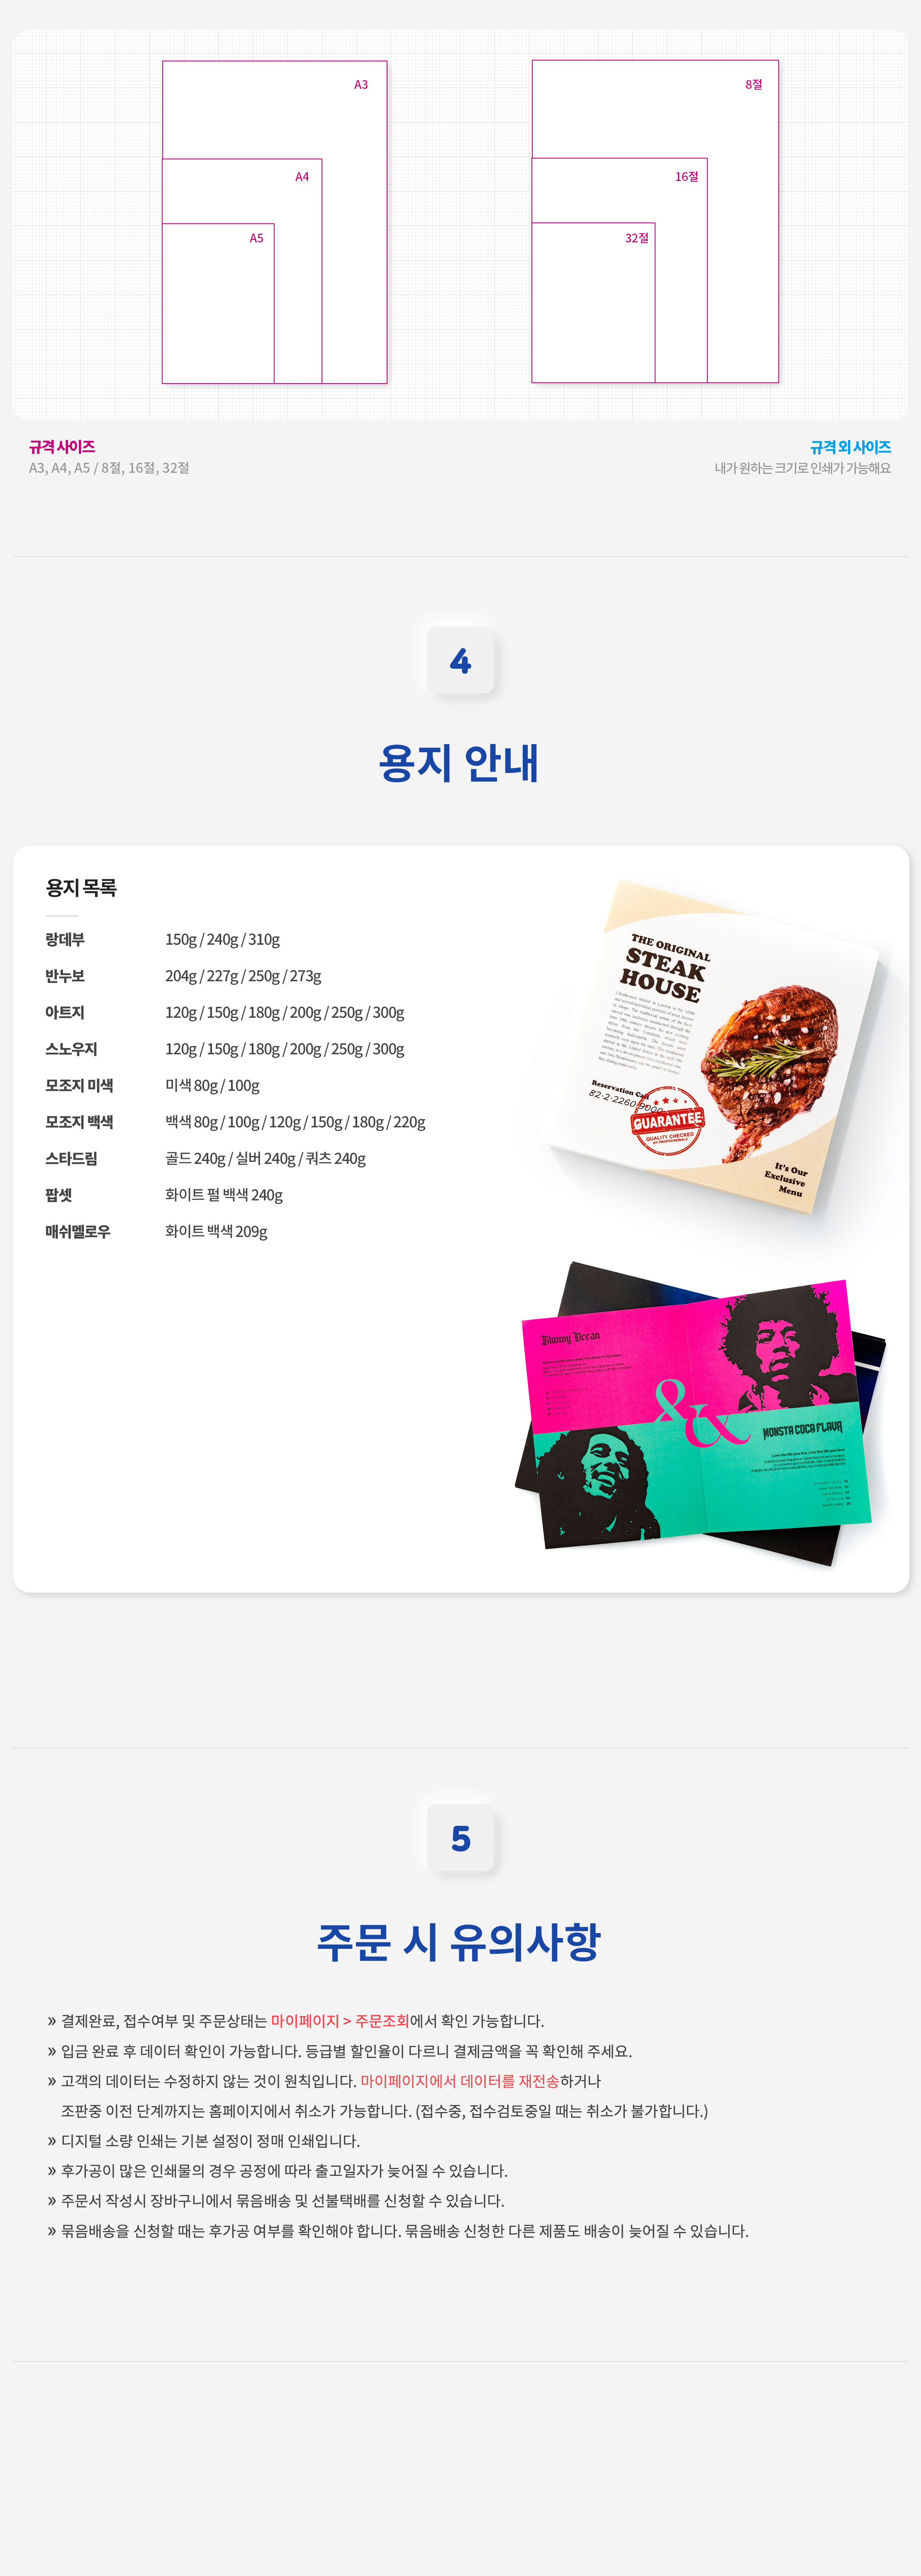 A3
A4
A5
8절
16절
32절
규격 사이즈
A3, A4, A5 / 8절, 16절, 32절
규격 외 사이즈
내가 원하는 크기로 인쇄가 가능해요
4
용지 안내
용지 목록
랑데부 150g / 240g / 310g
반누보 204g / 227g / 250g / 273g
아트지 120g / 150g / 180g / 200g / 250g / 300g
스노우지 120g / 150g / 180g / 200g / 250g / 300g
모조지 미색 미색 80g / 100g
모조지 백색 백색 80g / 100g / 120g / 150g / 180g / 220g
스타드림 골드 240g / 실버 240g / 쿼츠 240g
팝셋 화이트 펄 백색 240g
매쉬멜로우 화이트 백색 209g
THE ORIGINAL
STEAK
HOUSE
Reservation Call
82·2·2260·9000
GUARANTEE
QUALITY CHECKED
BY PROFESSIONALS
It's Our
Exclusive
Menu
&
MONSTA COCA FLAVA
5
주문 시 유의사항
» 결제완료, 접수여부 및 주문상태는 마이페이지 > 주문조회에서 확인 가능합니다.
» 입금 완료 후 데이터 확인이 가능합니다. 등급별 할인율이 다르니 결제금액을 꼭 확인해 주세요.
» 고객의 데이터는 수정하지 않는 것이 원칙입니다. 마이페이지에서 데이터를 재전송하거나
조판중 이전 단계까지는 홈페이지에서 취소가 가능합니다. (접수중, 접수검토중일 때는 취소가 불가합니다.)
» 디지털 소량 인쇄는 기본 설정이 정매 인쇄입니다.
» 후가공이 많은 인쇄물의 경우 공정에 따라 출고일자가 늦어질 수 있습니다.
» 주문서 작성시 장바구니에서 묶음배송 및 선불택배를 신청할 수 있습니다.
» 묶음배송을 신청할 때는 후가공 여부를 확인해야 합니다. 묶음배송 신청한 다른 제품도 배송이 늦어질 수 있습니다.